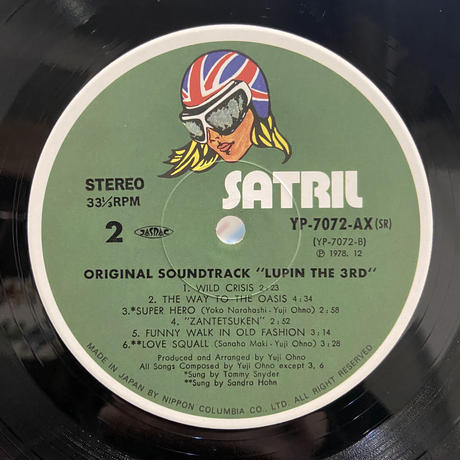 SATRIL
STEREO
33⅓RPM
2
JASRAC
YP-7072-AX(SR)
(YP-7072-B)
Ⓟ 1978. 12
ORIGINAL SOUNDTRACK "LUPIN THE 3RD"
1. WILD CRISIS 2:23
2. THE WAY TO THE OASIS 4:34
3.*SUPER HERO (Yoko Narahashi-Yuji Ohno) 2:58
4. "ZANTETSUKEN" 2:52
5. FUNNY WALK IN OLD FASHION 3:14
6.**LOVE SQUALL (Sanaho Maki-Yuji Ohno) 3:28
Produced and Arranged by Yuji Ohno
All Songs Composed by Yuji Ohno except 3, 6
*Sung by Tommy Snyder
**Sung by Sandra Hohn
MADE IN JAPAN BY NIPPON COLUMBIA CO., LTD.